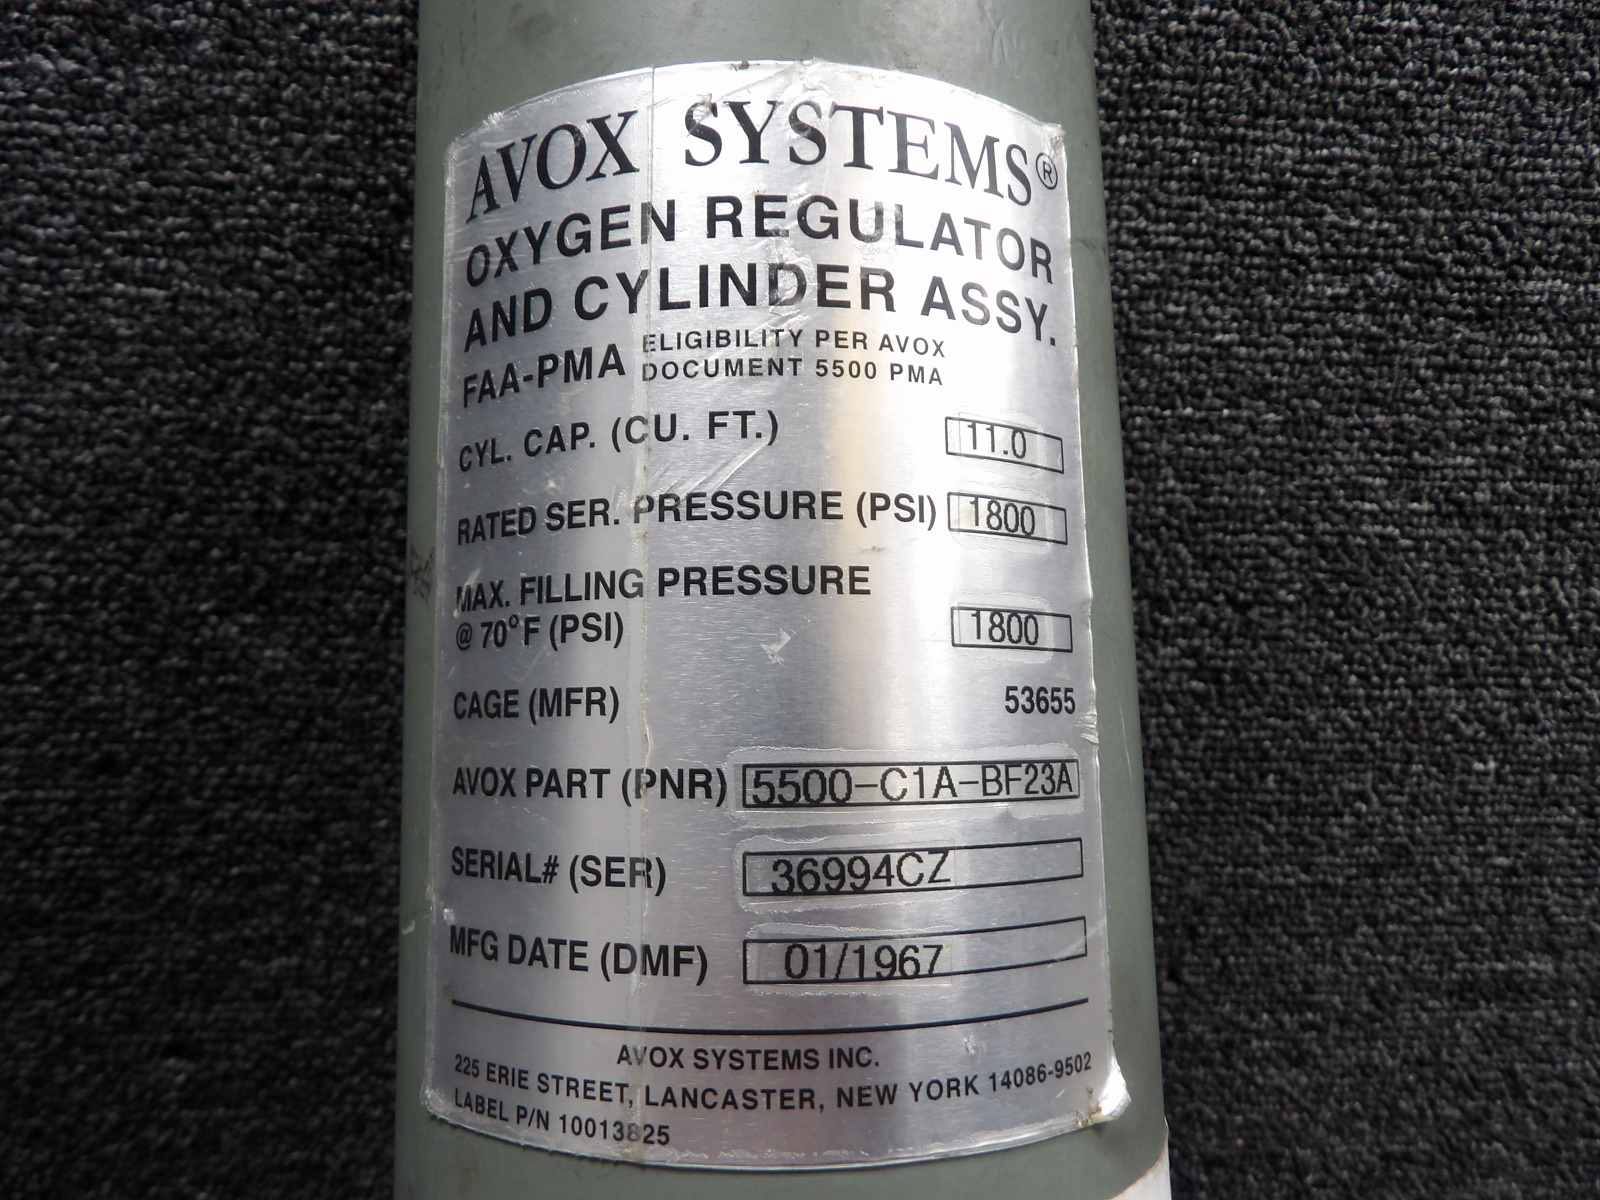 AVOX SYSTEMS®
OXYGEN REGULATOR
AND CYLINDER ASSY.
FAA-PMA ELIGIBILITY PER AVOX
DOCUMENT 5500 PMA
CYL. CAP. (CU. FT.) 11.0
RATED SER. PRESSURE (PSI) 1800
MAX. FILLING PRESSURE
@ 70°F (PSI) 1800
CAGE (MFR) 53655
AVOX PART (PNR) 5500-C1A-BF23A
SERIAL# (SER) 36994CZ
MFG DATE (DMF) 01/1967
AVOX SYSTEMS INC.
225 ERIE STREET, LANCASTER, NEW YORK 14086-9502
LABEL P/N 10013825